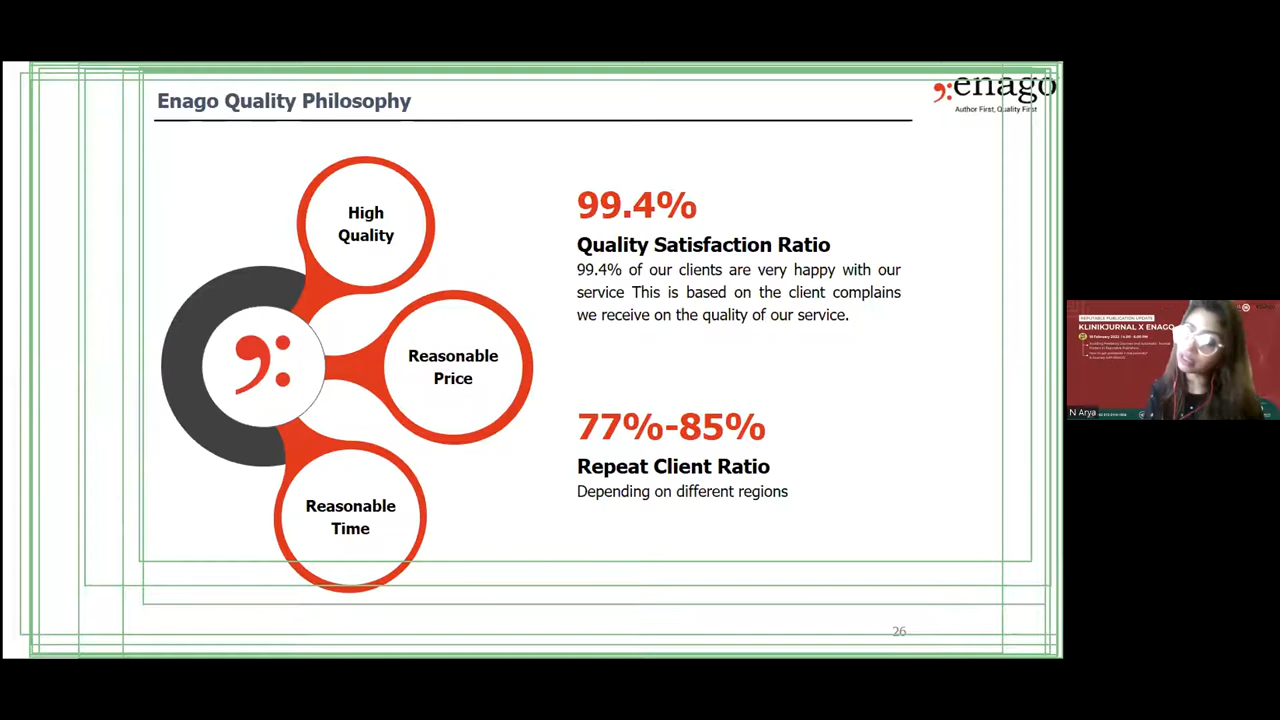 Enago Quality Philosophy
enago
Author First, Quality First
High
Quality
Reasonable
Price
Reasonable
Time
99.4%
Quality Satisfaction Ratio
99.4% of our clients are very happy with our
service This is based on the client complains
we receive on the quality of our service.
77%-85%
Repeat Client Ratio
Depending on different regions
26
REPUTABLE PUBLICATION UPDATE
KLINIKJURNAL X ENAGO
N Arya